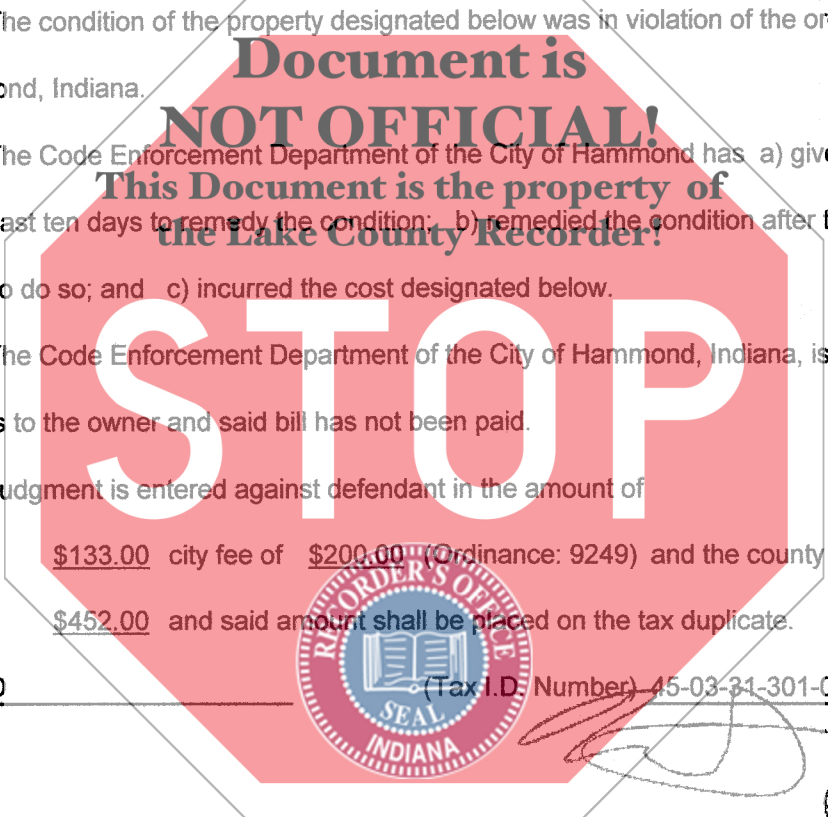 he condition of the property designated below was in violation of the or
Document is
ond, Indiana.
NOT OFFICIAL!
he Code Enforcement Department of the City of Hammond has a) give
This Document is the property of
ast ten days to remedy the condition; b) remedied the condition after
the Lake County Recorder!
o do so; and c) incurred the cost designated below.
STOP
he Code Enforcement Department of the City of Hammond, Indiana, is
s to the owner and said bill has not been paid.
udgment is entered against defendant in the amount of
$133.00 city fee of $200.00 (Ordinance: 9249) and the county
$452.00 and said amount shall be placed on the tax duplicate.
RECORDER'S OFFICE
SEAL
INDIANA
(Tax I.D. Number) 45-03-31-301-0